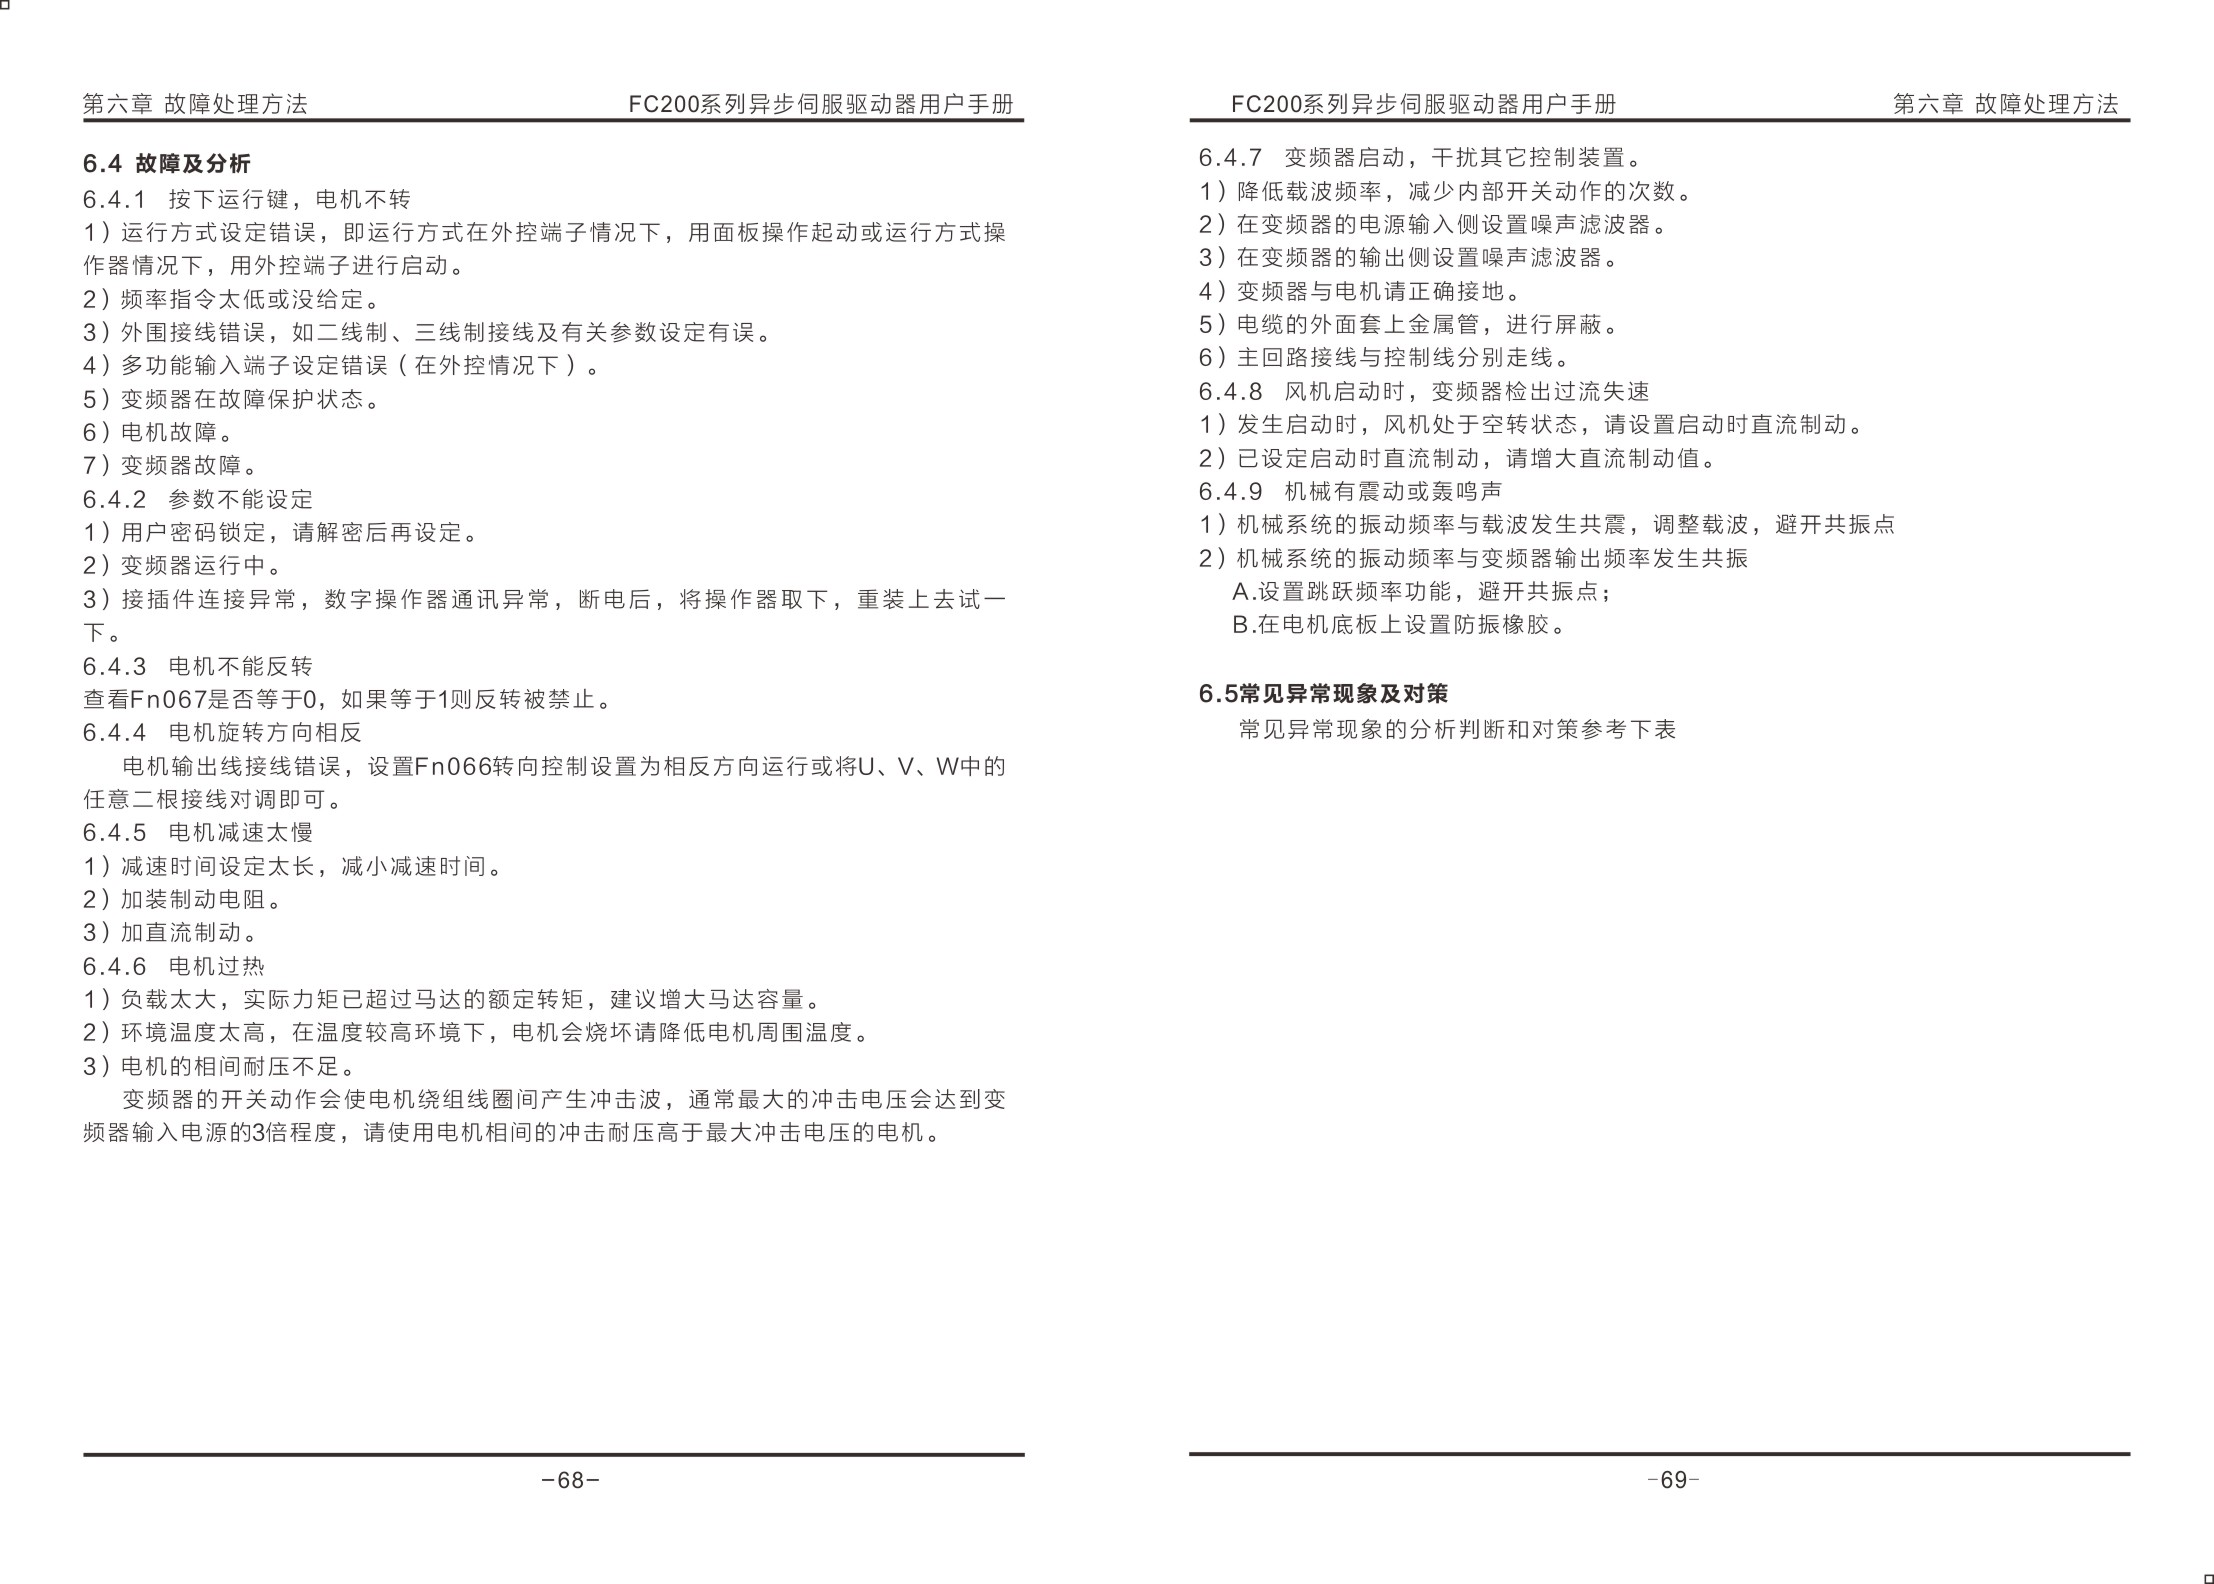 第六章 故障处理方法
FC200系列异步伺服驱动器用户手册
6.4 故障及分析
6.4.1 按下运行键，电机不转
1）运行方式设定错误，即运行方式在外控端子情况下，用面板操作起动或运行方式操
作器情况下，用外控端子进行启动。
2）频率指令太低或没给定。
3）外围接线错误，如二线制、三线制接线及有关参数设定有误。
4）多功能输入端子设定错误（在外控情况下）。
5）变频器在故障保护状态。
6）电机故障。
7）变频器故障。
6.4.2 参数不能设定
1）用户密码锁定，请解密后再设定。
2）变频器运行中。
3）接插件连接异常，数字操作器通讯异常，断电后，将操作器取下，重装上去试一
下。
6.4.3 电机不能反转
查看Fn067是否等于0，如果等于1则反转被禁止。
6.4.4 电机旋转方向相反
电机输出线接线错误，设置Fn066转向控制设置为相反方向运行或将U、V、W中的
任意二根接线对调即可。
6.4.5 电机减速太慢
1）减速时间设定太长，减小减速时间。
2）加装制动电阻。
3）加直流制动。
6.4.6 电机过热
1）负载太大，实际力矩已超过马达的额定转矩，建议增大马达容量。
2）环境温度太高，在温度较高环境下，电机会烧坏请降低电机周围温度。
3）电机的相间耐压不足。
变频器的开关动作会使电机绕组线圈间产生冲击波，通常最大的冲击电压会达到变
频器输入电源的3倍程度，请使用电机相间的冲击耐压高于最大冲击电压的电机。
-68-
FC200系列异步伺服驱动器用户手册
第六章 故障处理方法
6.4.7 变频器启动，干扰其它控制装置。
1）降低载波频率，减少内部开关动作的次数。
2）在变频器的电源输入侧设置噪声滤波器。
3）在变频器的输出侧设置噪声滤波器。
4）变频器与电机请正确接地。
5）电缆的外面套上金属管，进行屏蔽。
6）主回路接线与控制线分别走线。
6.4.8 风机启动时，变频器检出过流失速
1）发生启动时，风机处于空转状态，请设置启动时直流制动。
2）已设定启动时直流制动，请增大直流制动值。
6.4.9 机械有震动或轰鸣声
1）机械系统的振动频率与载波发生共震，调整载波，避开共振点
2）机械系统的振动频率与变频器输出频率发生共振
A.设置跳跃频率功能，避开共振点；
B.在电机底板上设置防振橡胶。
6.5常见异常现象及对策
常见异常现象的分析判断和对策参考下表
-69-